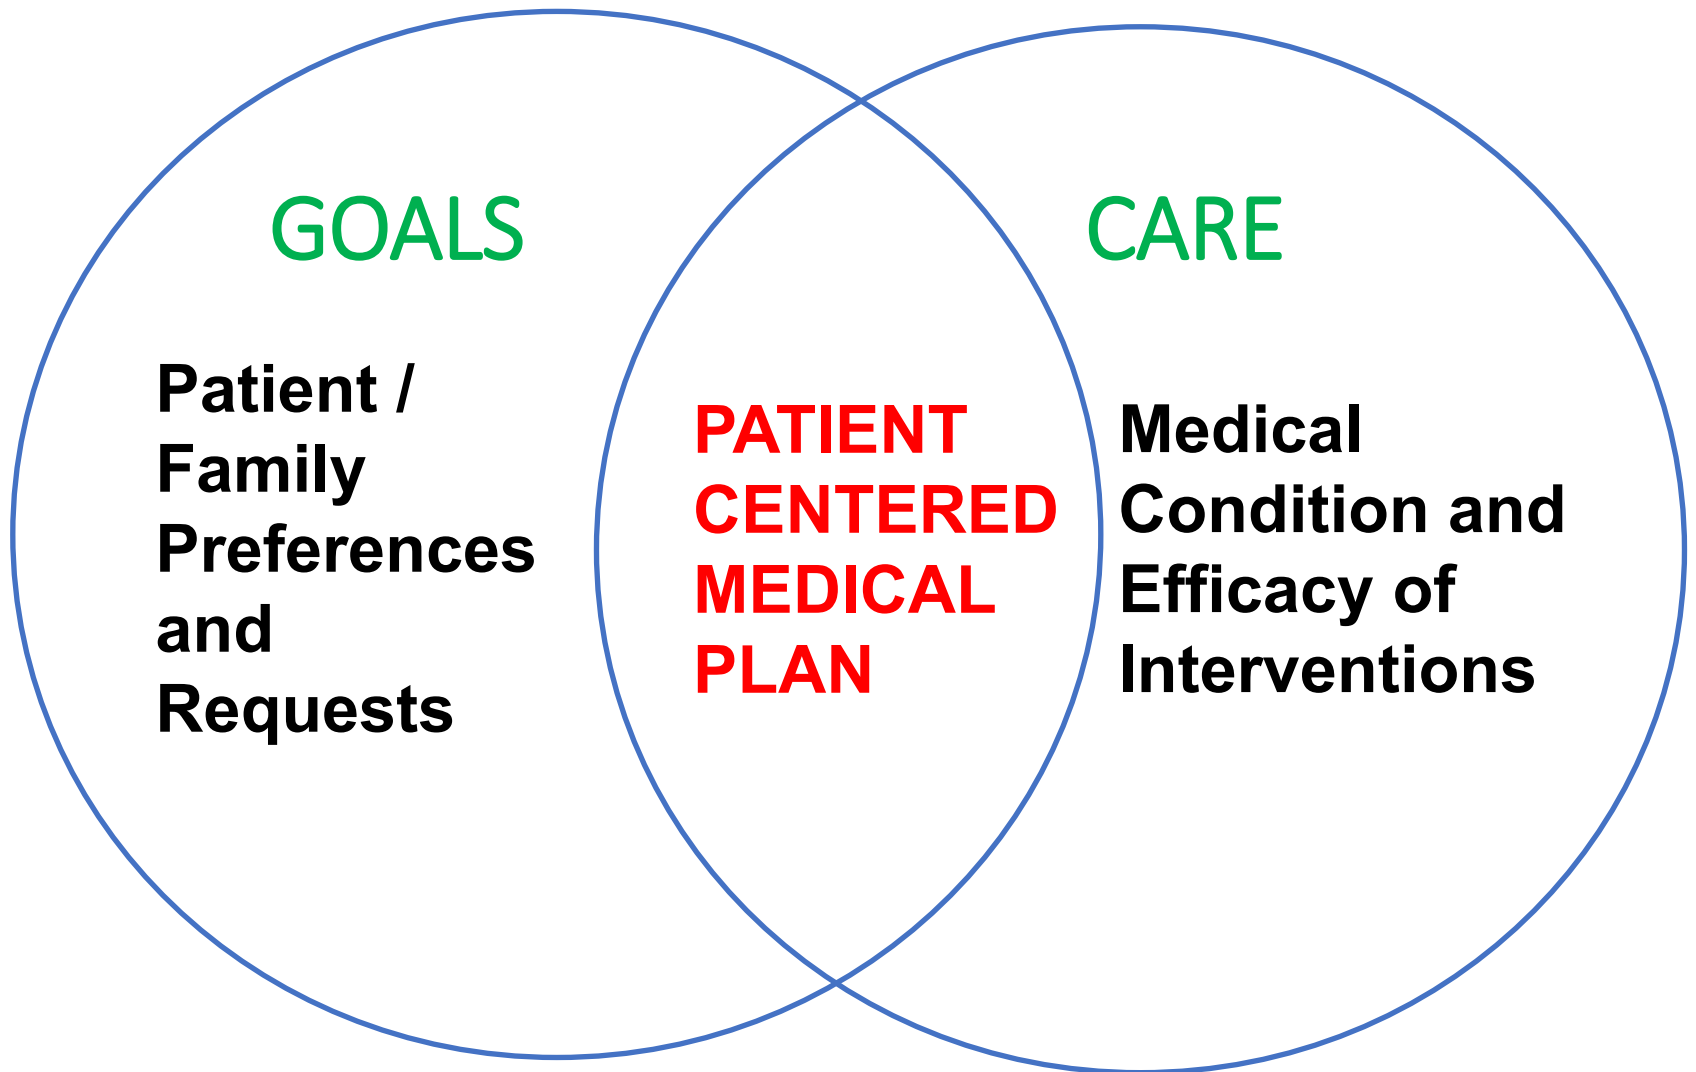 GOALS
Patient /
Family
Preferences
and
Requests
PATIENT
CENTERED
MEDICAL
PLAN
CARE
Medical
Condition and
Efficacy of
Interventions